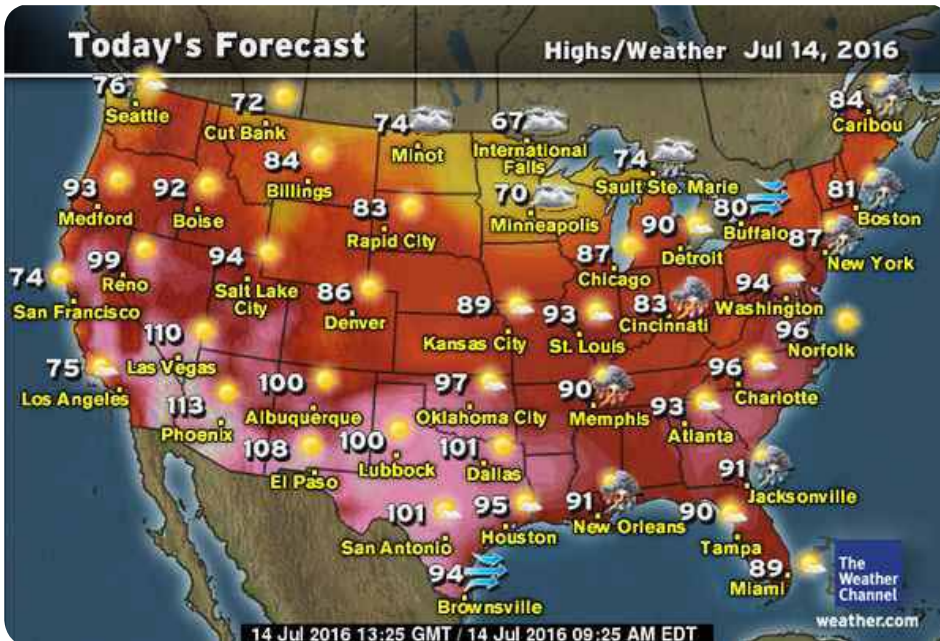 Today's Forecast
Highs/Weather Jul 14, 2016
76
Seattle
72
Cut Bank
74
Minot
67
International
Falls
84
Caribou
84
Billings
74
Sault Ste. Marie
93
Medford
92
Boise
83
Rapid City
70
Minneapolis
90
Detroit
80
Buffalo
81
Boston
87
New York
74
San Francisco
99
Reno
94
Salt Lake
City
86
Denver
89
Kansas City
87
Chicago
93
St. Louis
83
Cincinnati
94
Washington
96
Norfolk
75
Los Angeles
110
Las Vegas
113
Phoenix
100
Albuquerque
97
Oklahoma City
90
Memphis
96
Charlotte
93
Atlanta
108
El Paso
100
Lubbock
101
Dallas
91
Jacksonville
101
San Antonio
95
Houston
91
New Orleans
90
Tampa
94
Brownsville
89
Miami
The
Weather
Channel
weather.com
14 Jul 2016 13:25 GMT / 14 Jul 2016 09:25 AM EDT